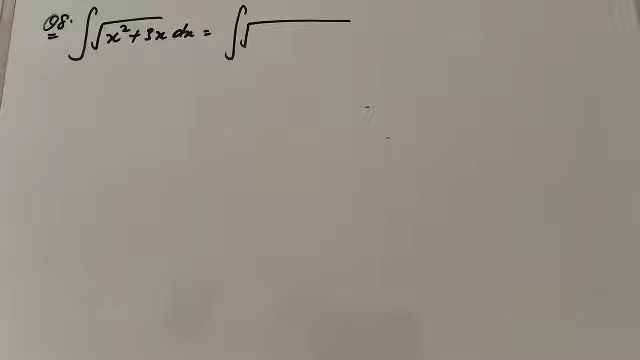 Q8. ∫√(x²+3x) dx = ∫√